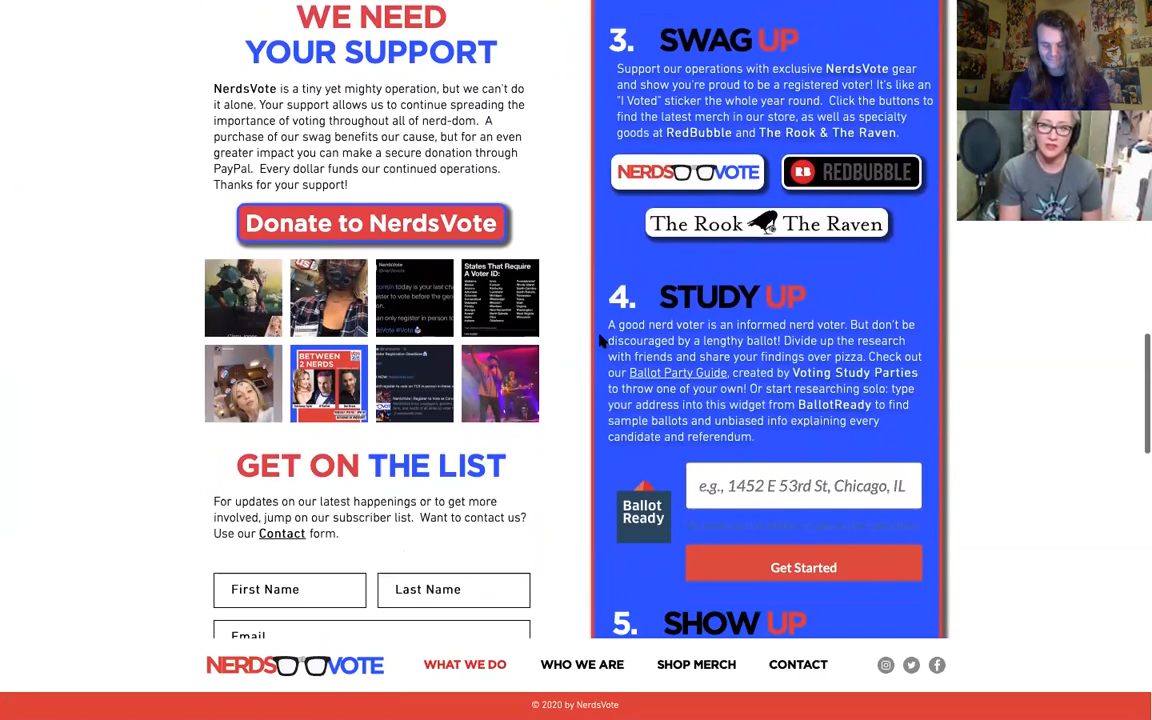 WE NEED
YOUR SUPPORT
NerdsVote is a tiny yet mighty operation, but we can't do
it alone. Your support allows us to continue spreading the
importance of voting throughout all of nerd-dom. A
purchase of our swag benefits our cause, but for an even
greater impact you can make a secure donation through
PayPal. Every dollar funds our continued operations.
Thanks for your support!
Donate to NerdsVote
NerdsVote
States That Require
A Voter ID:
BETWEEN
2 NERDS
GET ON THE LIST
For updates on our latest happenings or to get more
involved, jump on our subscriber list. Want to contact us?
Use our Contact form.
First Name
Last Name
Email
3. SWAG UP
Support our operations with exclusive NerdsVote gear
and show you're proud to be a registered voter! It's like an
"I Voted" sticker the whole year round. Click the buttons to
find the latest merch in our store, as well as specialty
goods at RedBubble and The Rook & The Raven.
NERDS VOTE
RB REDBUBBLE
The Rook The Raven
4. STUDY UP
A good nerd voter is an informed nerd voter. But don't be
discouraged by a lengthy ballot! Divide up the research
with friends and share your findings over pizza. Check out
our Ballot Party Guide, created by Voting Study Parties
to throw one of your own! Or start researching solo: type
your address into this widget from BallotReady to find
sample ballots and unbiased info explaining every
candidate and referendum.
Ballot
Ready
e.g., 1452 E 53rd St, Chicago, IL
Get Started
5. SHOW UP
NERDS VOTE
WHAT WE DO
WHO WE ARE
SHOP MERCH
CONTACT
© 2020 by NerdsVote